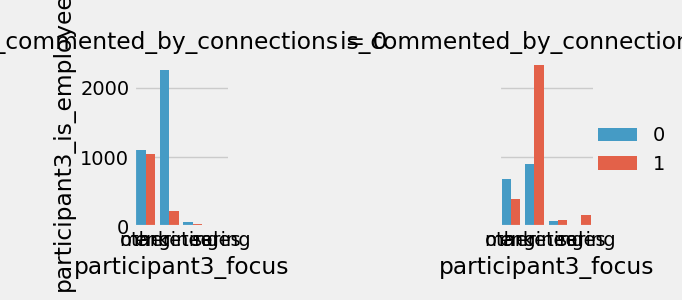 _commented_by_connections = 0
is_commented_by_connection
participant3_is_employee
2000
1000
0
participant3_focus
participant3_focus
0
1